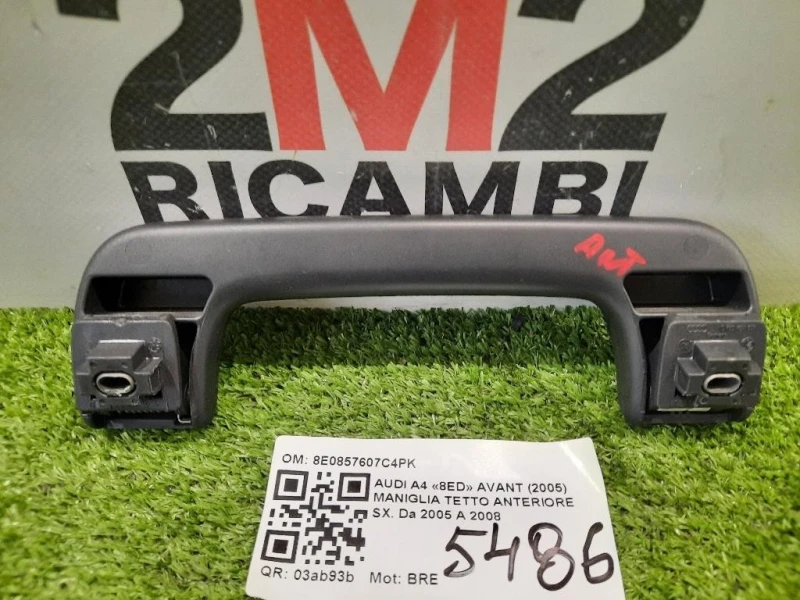 2M2
RICAMBI
AnT
OM: 8E0857607C4PK
AUDI A4 «8ED» AVANT (2005)
MANIGLIA TETTO ANTERIORE
SX. Da 2005 A 2008
5486
QR: 03ab93b Mot: BRE